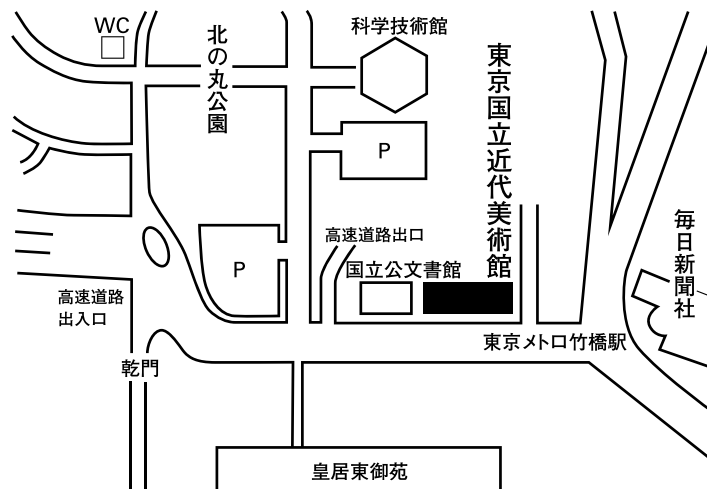 WC
北の丸公園
科学技術館
東京国立近代美術館
P
毎日新聞社
高速道路出口
国立公文書館
P
高速道路
出入口
東京メトロ竹橋駅
乾門
皇居東御苑